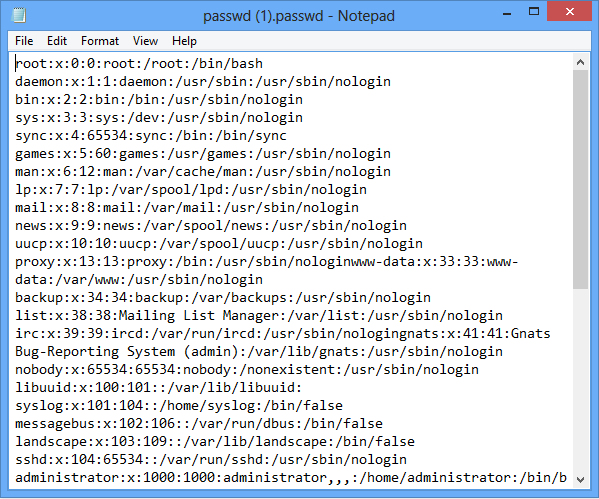 passwd (1).passwd - Notepad
File Edit Format View Help
root:x:0:0:root:/root:/bin/bash
daemon:x:1:1:daemon:/usr/sbin:/usr/sbin/nologin
bin:x:2:2:bin:/bin:/usr/sbin/nologin
sys:x:3:3:sys:/dev:/usr/sbin/nologin
sync:x:4:65534:sync:/bin:/bin/sync
games:x:5:60:games:/usr/games:/usr/sbin/nologin
man:x:6:12:man:/var/cache/man:/usr/sbin/nologin
lp:x:7:7:lp:/var/spool/lpd:/usr/sbin/nologin
mail:x:8:8:mail:/var/mail:/usr/sbin/nologin
news:x:9:9:news:/var/spool/news:/usr/sbin/nologin
uucp:x:10:10:uucp:/var/spool/uucp:/usr/sbin/nologin
proxy:x:13:13:proxy:/bin:/usr/sbin/nologinwww-data:x:33:33:www-
data:/var/www:/usr/sbin/nologin
backup:x:34:34:backup:/var/backups:/usr/sbin/nologin
list:x:38:38:Mailing List Manager:/var/list:/usr/sbin/nologin
irc:x:39:39:ircd:/var/run/ircd:/usr/sbin/nologingnats:x:41:41:Gnats
Bug-Reporting System (admin):/var/lib/gnats:/usr/sbin/nologin
nobody:x:65534:65534:nobody:/nonexistent:/usr/sbin/nologin
libuuid:x:100:101::/var/lib/libuuid:
syslog:x:101:104::/home/syslog:/bin/false
messagebus:x:102:106::/var/run/dbus:/bin/false
landscape:x:103:109::/var/lib/landscape:/bin/false
sshd:x:104:65534::/var/run/sshd:/usr/sbin/nologin
administrator:x:1000:1000:administrator,,,:/home/administrator:/bin/b